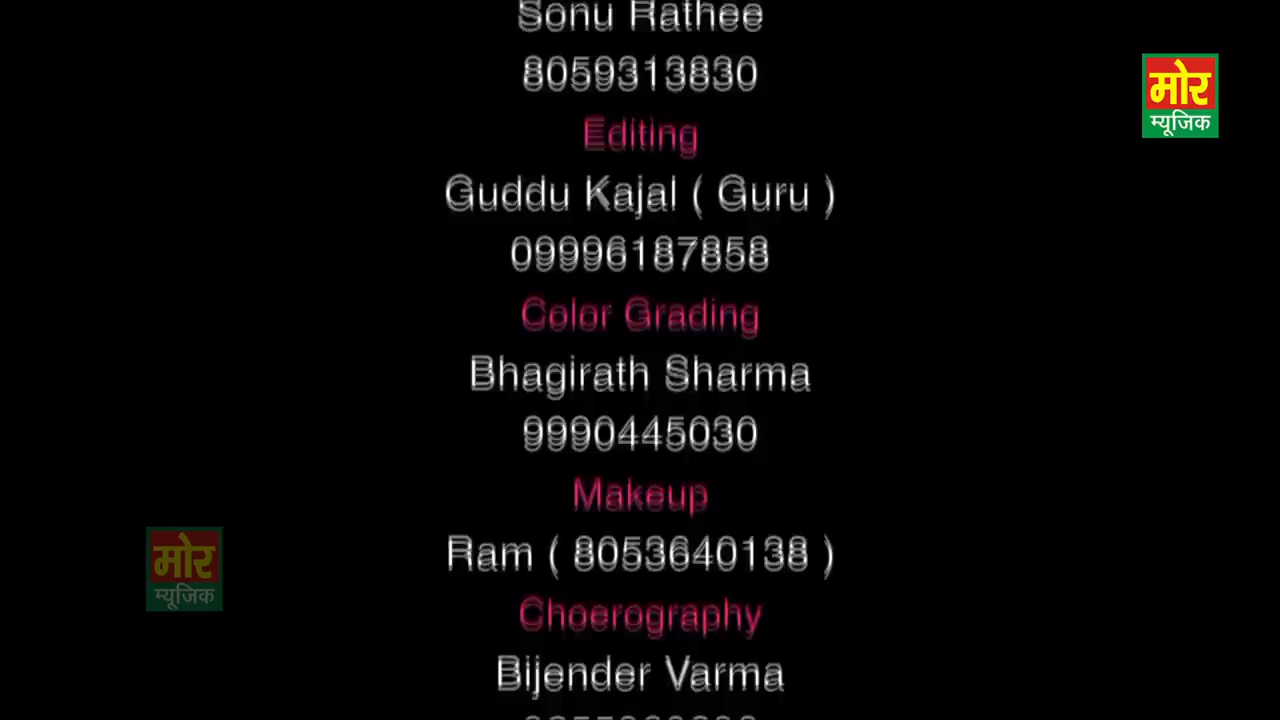 Sonu Rathee
8059313830
मोर
म्यूजिक
Editing
Guddu Kajal ( Guru )
09996187858
Color Grading
Bhagirath Sharma
9990445030
Makeup
Ram ( 8053640138 )
मोर
म्यूजिक
Choerography
Bijender Varma